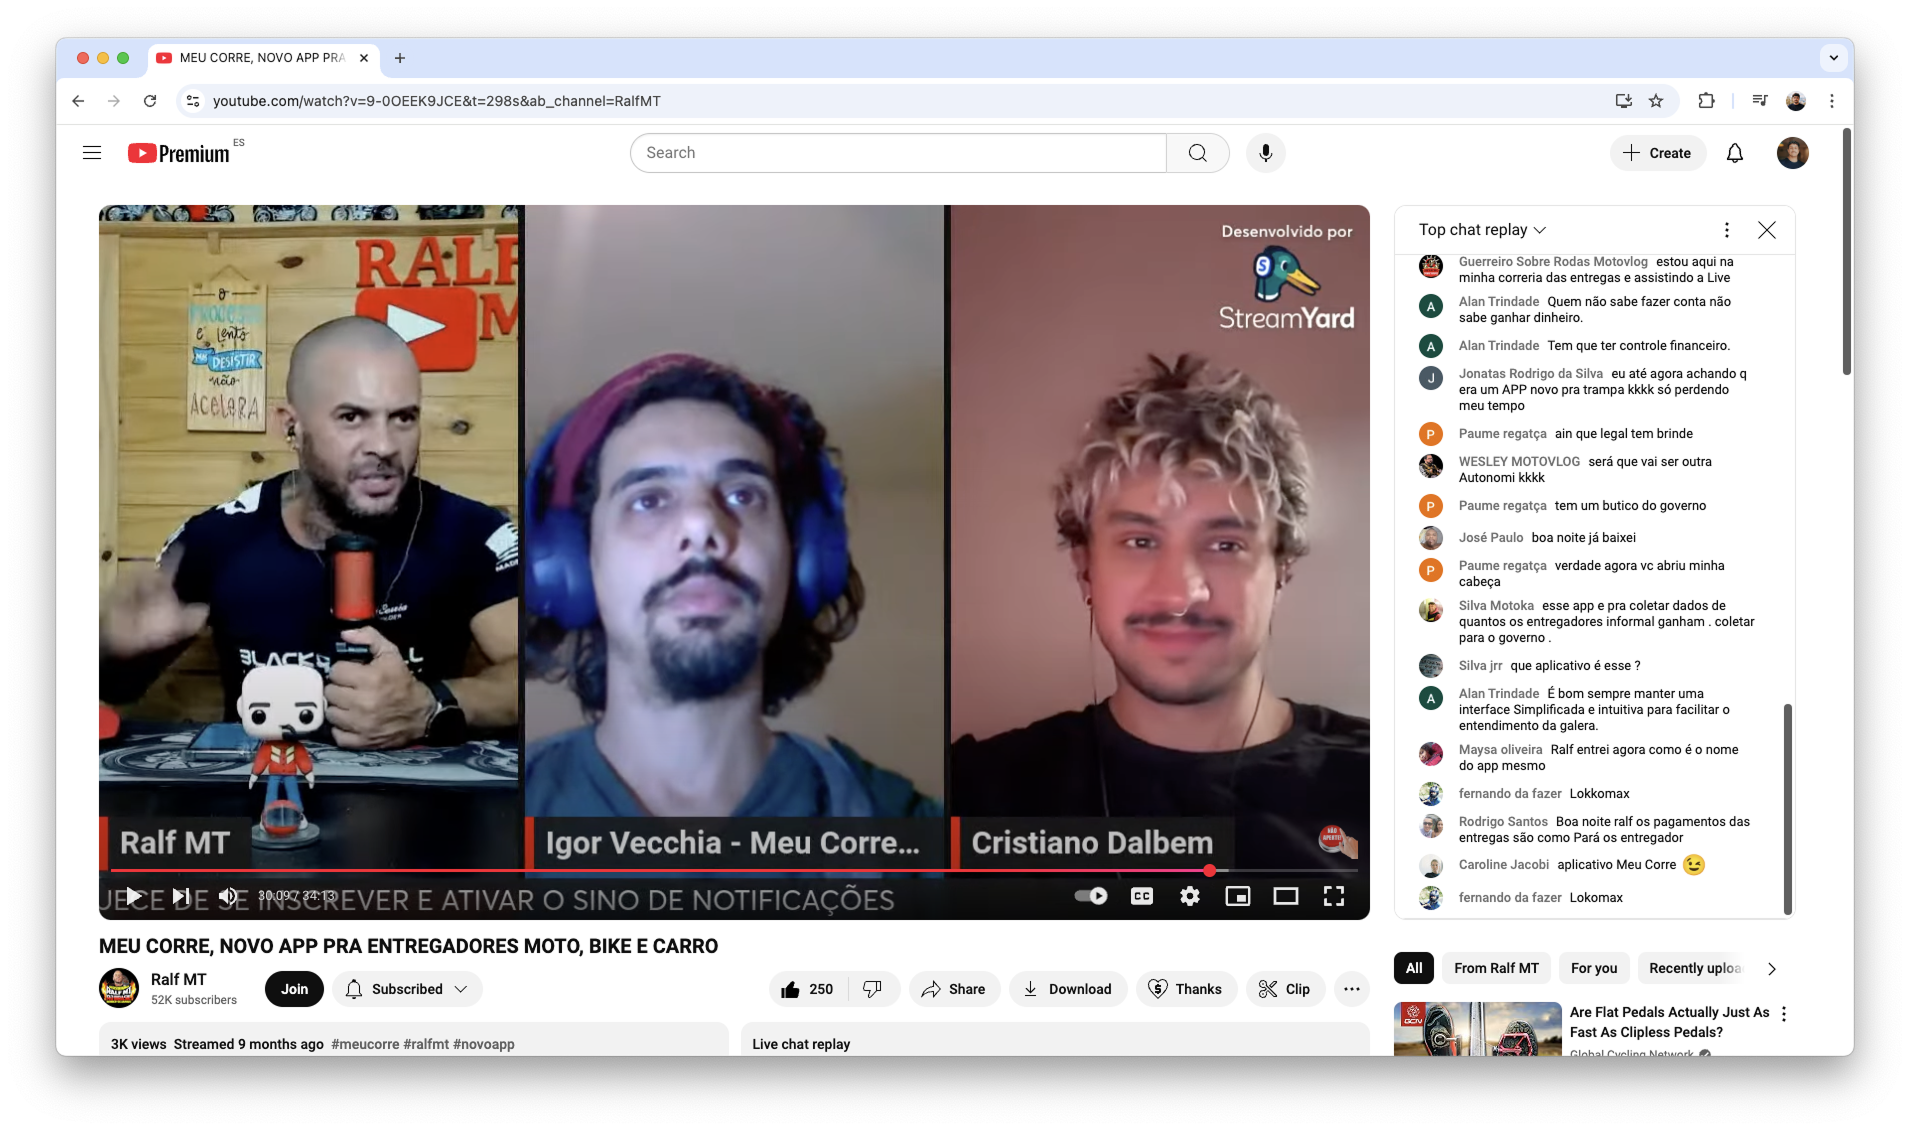 MEU CORRE, NOVO APP PRA
youtube.com/watch?v=9-0OEEK9JCE&t=298s&ab_channel=RalfMT
Premium ES
Search
Create
RALF
M
O
PROCESSO
é lento
MAS DESISTIR
não
ACELERA
Desenvolvido por
StreamYard
BLACK
Ralf MT
Igor Vecchia - Meu Corre...
Cristiano Dalbem
30:09 / 34:13
UECE DE SE INSCREVER E ATIVAR O SINO DE NOTIFICAÇÕES
CC
Top chat replay
Guerreiro Sobre Rodas Motovlog estou aqui na
minha correria das entregas e assistindo a Live
A
Alan Trindade Quem não sabe fazer conta não
sabe ganhar dinheiro.
A
Alan Trindade Tem que ter controle financeiro.
J
Jonatas Rodrigo da Silva eu até agora achando q
era um APP novo pra trampa kkkk só perdendo
meu tempo
P
Paume regatça ain que legal tem brinde
WESLEY MOTOVLOG será que vai ser outra
Autonomi kkkk
P
Paume regatça tem um butico do governo
José Paulo boa noite já baixei
P
Paume regatça verdade agora vc abriu minha
cabeça
Silva Motoka esse app e pra coletar dados de
quantos os entregadores informal ganham . coletar
para o governo .
Silva jrr que aplicativo é esse ?
A
Alan Trindade É bom sempre manter uma
interface Simplificada e intuitiva para facilitar o
entendimento da galera.
Maysa oliveira Ralf entrei agora como é o nome
do app mesmo
fernando da fazer Lokkomax
Rodrigo Santos Boa noite ralf os pagamentos das
entregas são como Pará os entregador
Caroline Jacobi aplicativo Meu Corre 😉
fernando da fazer Lokomax
MEU CORRE, NOVO APP PRA ENTREGADORES MOTO, BIKE E CARRO
Ralf MT
52K subscribers
Join
Subscribed
250
Share
Download
Thanks
Clip
3K views Streamed 9 months ago #meucorre #ralfmt #novoapp
Live chat replay
All
From Ralf MT
For you
Recently uploa
GCN
Are Flat Pedals Actually Just As
Fast As Clipless Pedals?
Global Cycling Network